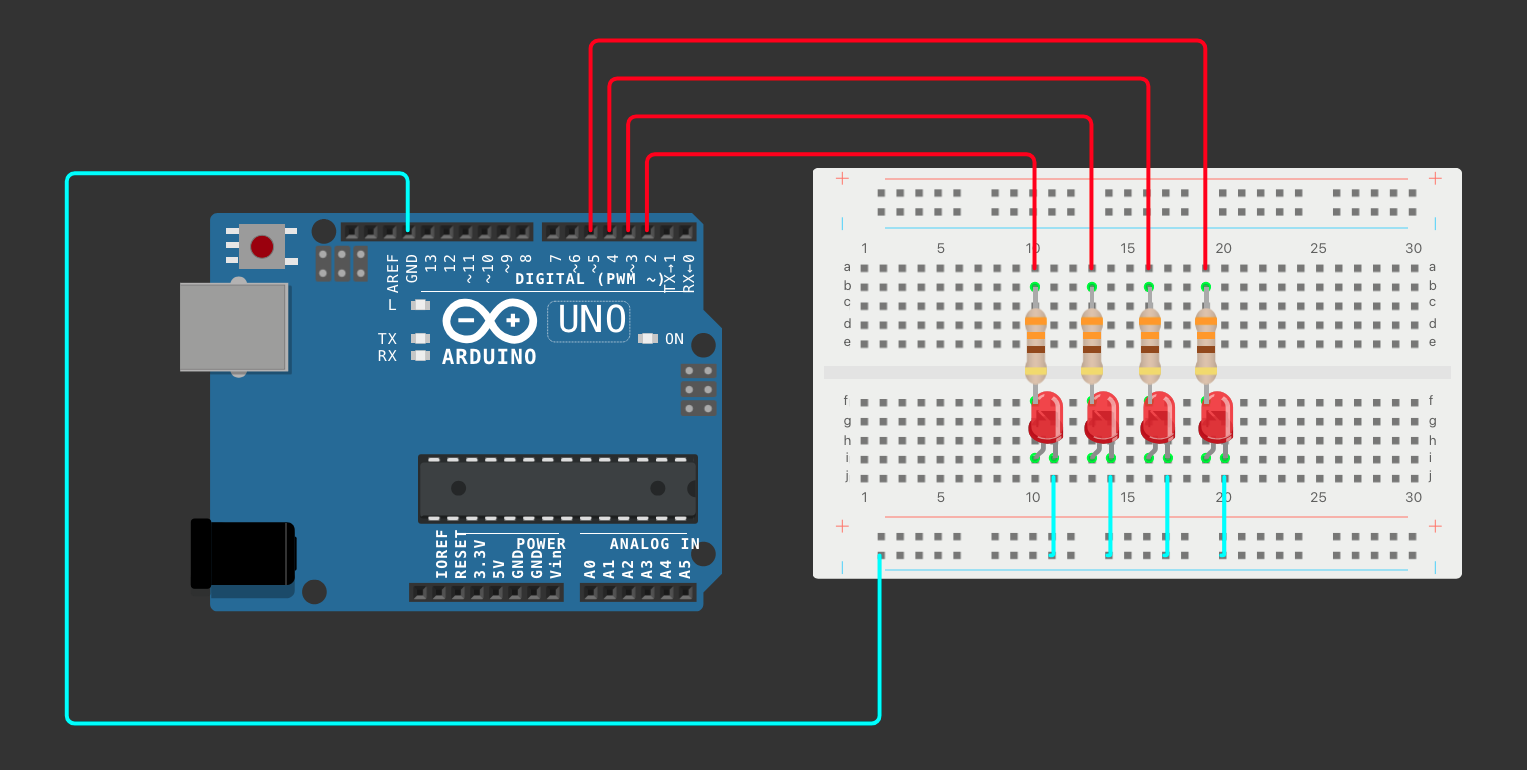 AREF
GND
13
12
~11
~10
~9
8
7
~6
~5
4
~3
2
TX→1
RX←0
DIGITAL (PWM ~)
L
TX
RX
ARDUINO
UNO
ON
IOREF
RESET
3.3V
5V
GND
GND
Vin
POWER
A0
A1
A2
A3
A4
A5
ANALOG IN
+ +
1 5 10 15 20 25 30
a a
b b
c c
d d
e e
f f
g g
h h
i i
j j
1 5 10 15 20 25 30
+ +